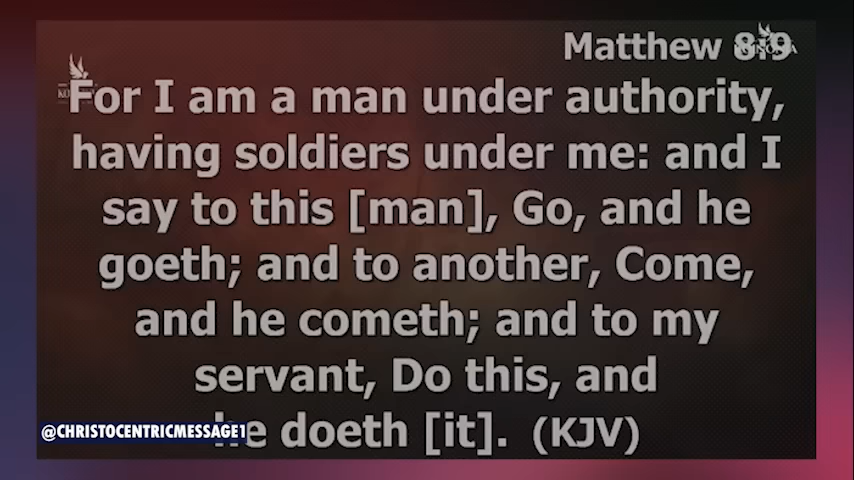 Matthew 8:9
For I am a man under authority,
having soldiers under me: and I
say to this [man], Go, and he
goeth; and to another, Come,
and he cometh; and to my
servant, Do this, and
@CHRISTOCENTRICMESSAGE1
he doeth [it]. (KJV)